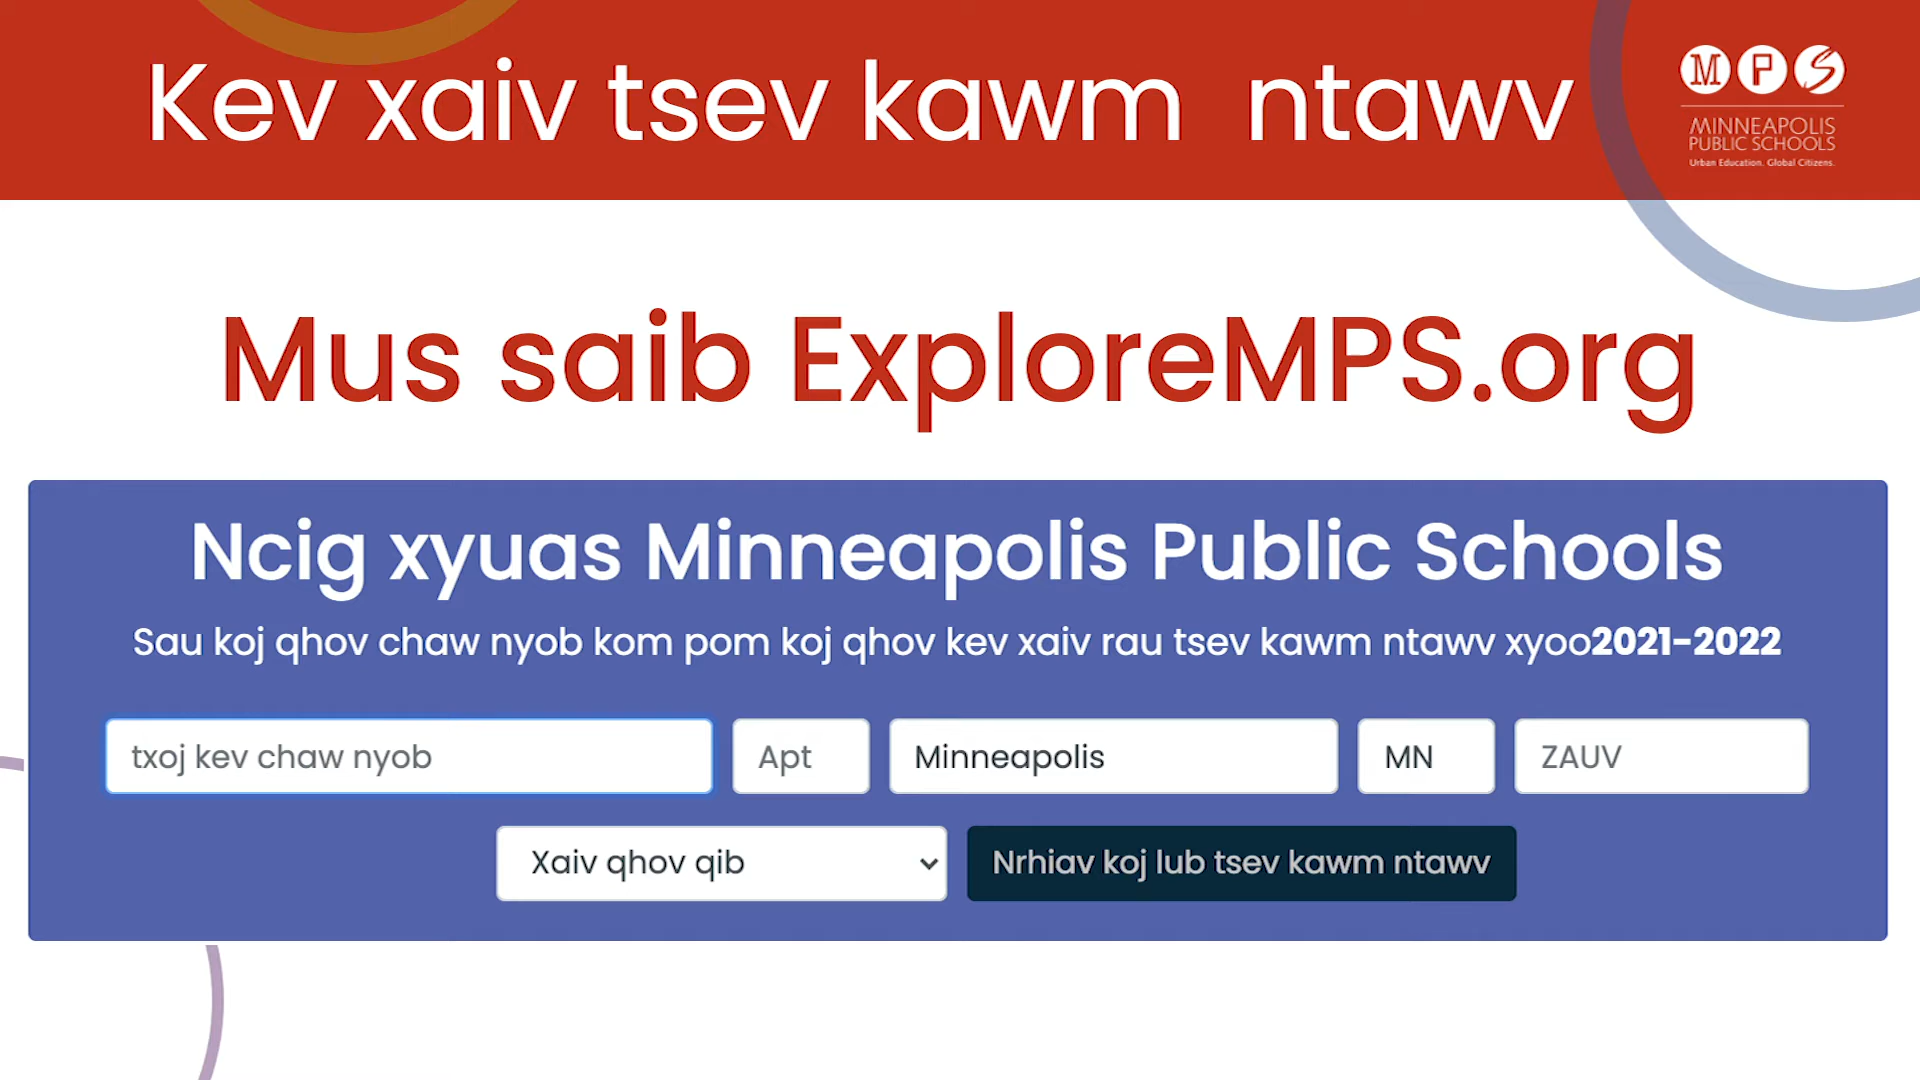 Kev xaiv tsev kawm  ntawv
MPS
MINNEAPOLIS
PUBLIC SCHOOLS
Urban Education. Global Citizens.
Mus saib ExploreMPS.org
Ncig xyuas Minneapolis Public Schools
Sau koj qhov chaw nyob kom pom koj qhov kev xaiv rau tsev kawm ntawv xyoo2021-2022
txoj kev chaw nyob Apt Minneapolis MN ZAUV
Xaiv qhov qib Nrhiav koj lub tsev kawm ntawv